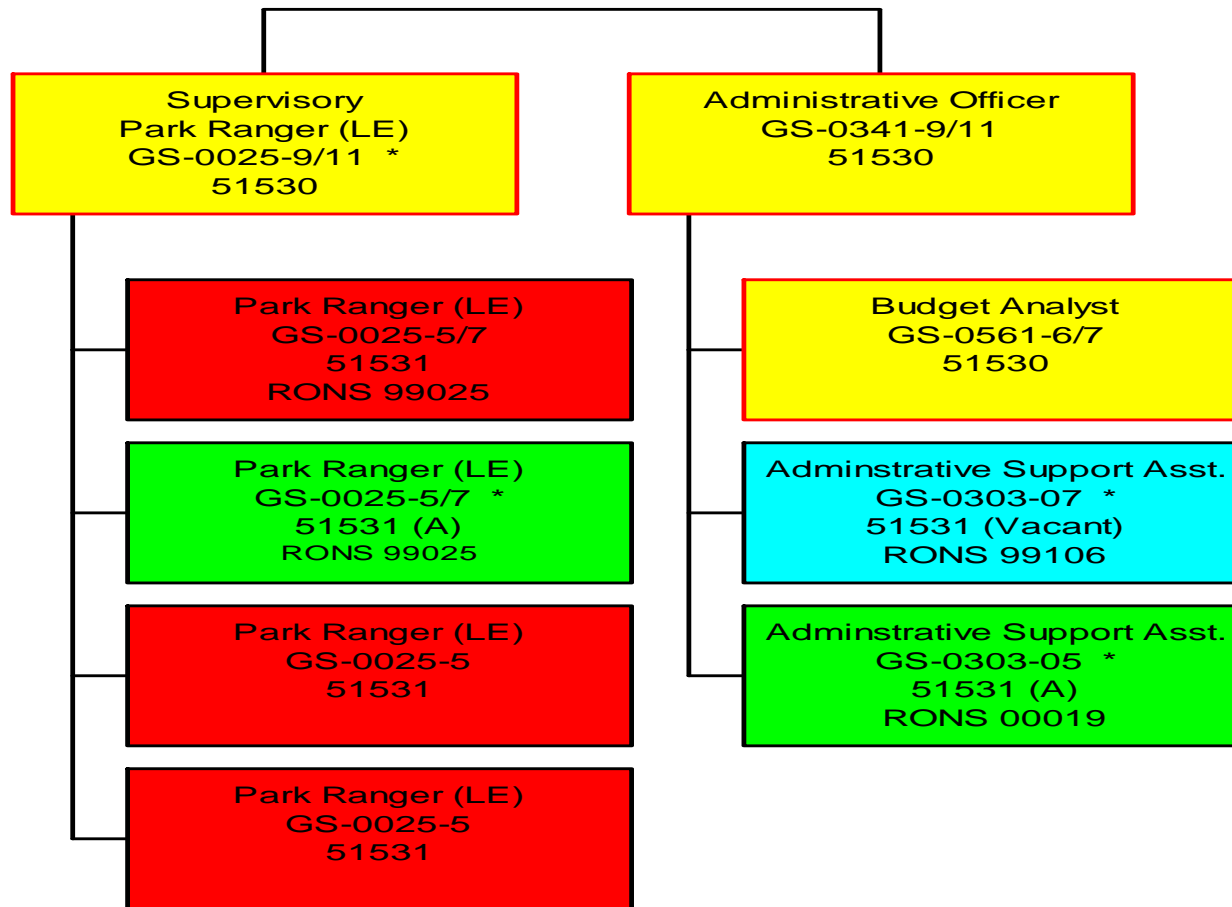 Supervisory
Park Ranger (LE)
GS-0025-9/11 *
51530
Park Ranger (LE)
GS-0025-5/7
51531
RONS 99025
Park Ranger (LE)
GS-0025-5/7 *
51531 (A)
RONS 99025
Park Ranger (LE)
GS-0025-5
51531
Park Ranger (LE)
GS-0025-5
51531
Administrative Officer
GS-0341-9/11
51530
Budget Analyst
GS-0561-6/7
51530
Adminstrative Support Asst.
GS-0303-07 *
51531 (Vacant)
RONS 99106
Adminstrative Support Asst.
GS-0303-05 *
51531 (A)
RONS 00019